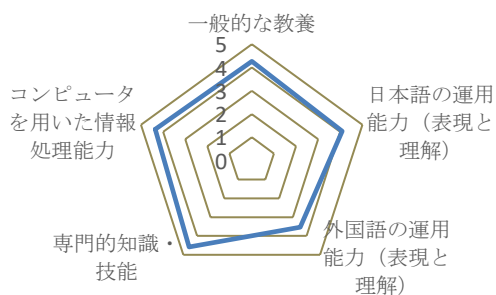 一般的な教養
5
4
3
2
1
0
日本語の運用
能力（表現と
理解）
外国語の運用
能力（表現と
理解）
専門的知識・
技能
コンピュータ
を用いた情報
処理能力